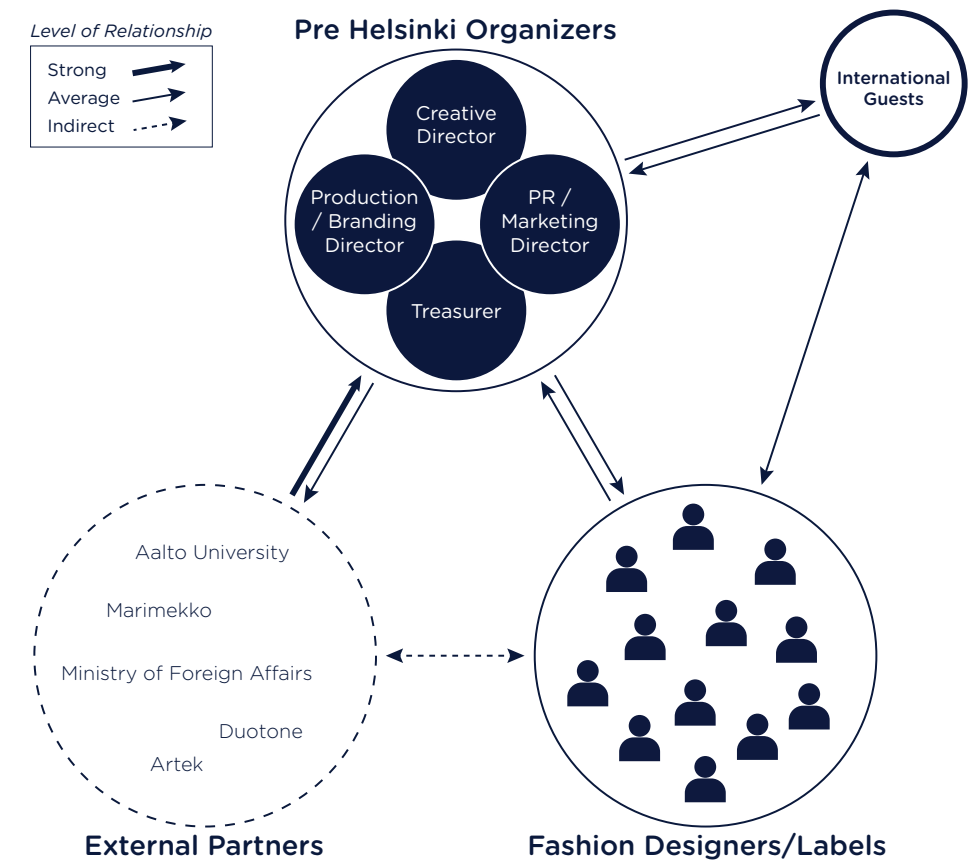 Level of Relationship
Strong
Average
Indirect
Pre Helsinki Organizers
Creative
Director
Production
/ Branding
Director
PR /
Marketing
Director
Treasurer
International
Guests
Aalto University
Marimekko
Ministry of Foreign Affairs
Duotone
Artek
External Partners
Fashion Designers/Labels